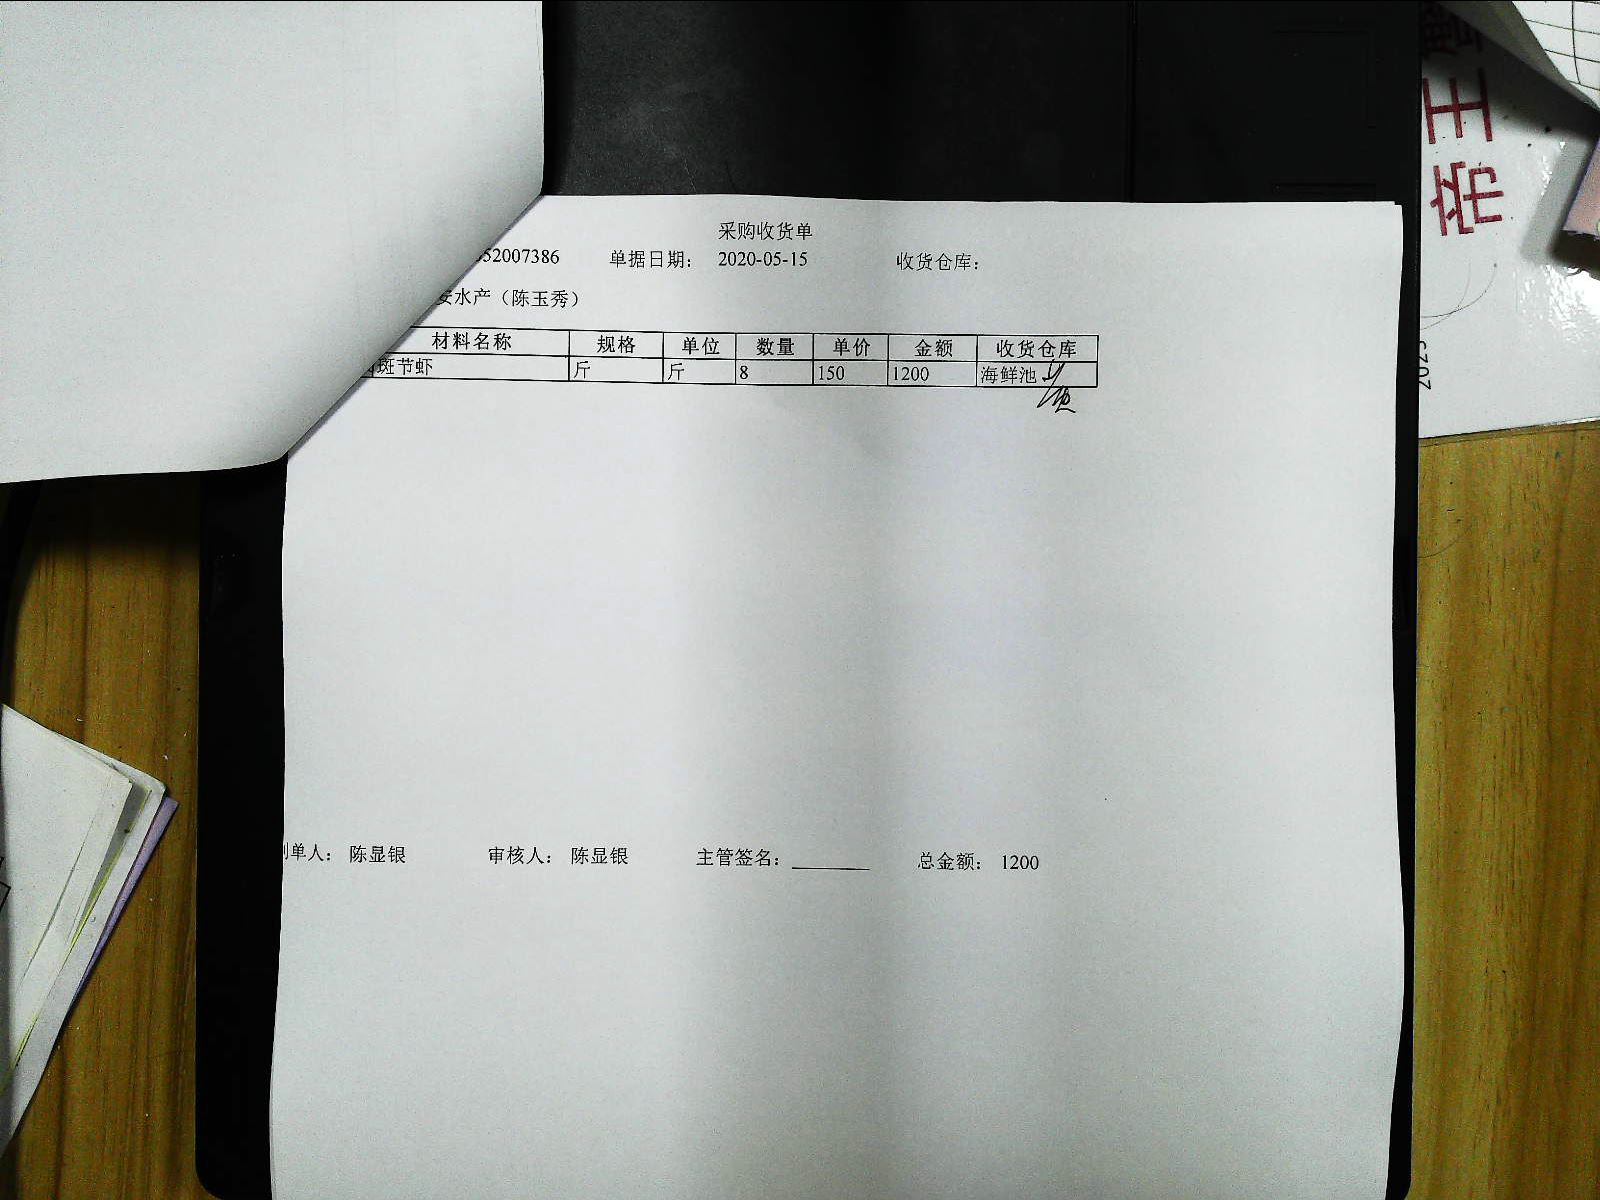 采购收货单
52007386 单据日期: 2020-05-15 收货仓库:
安水产（陈玉秀）
材料名称 规格 单位 数量 单价 金额 收货仓库
斑节虾 斤 斤 8 150 1200 海鲜池
单人: 陈显银 审核人: 陈显银 主管签名: 总金额: 1200
帝王